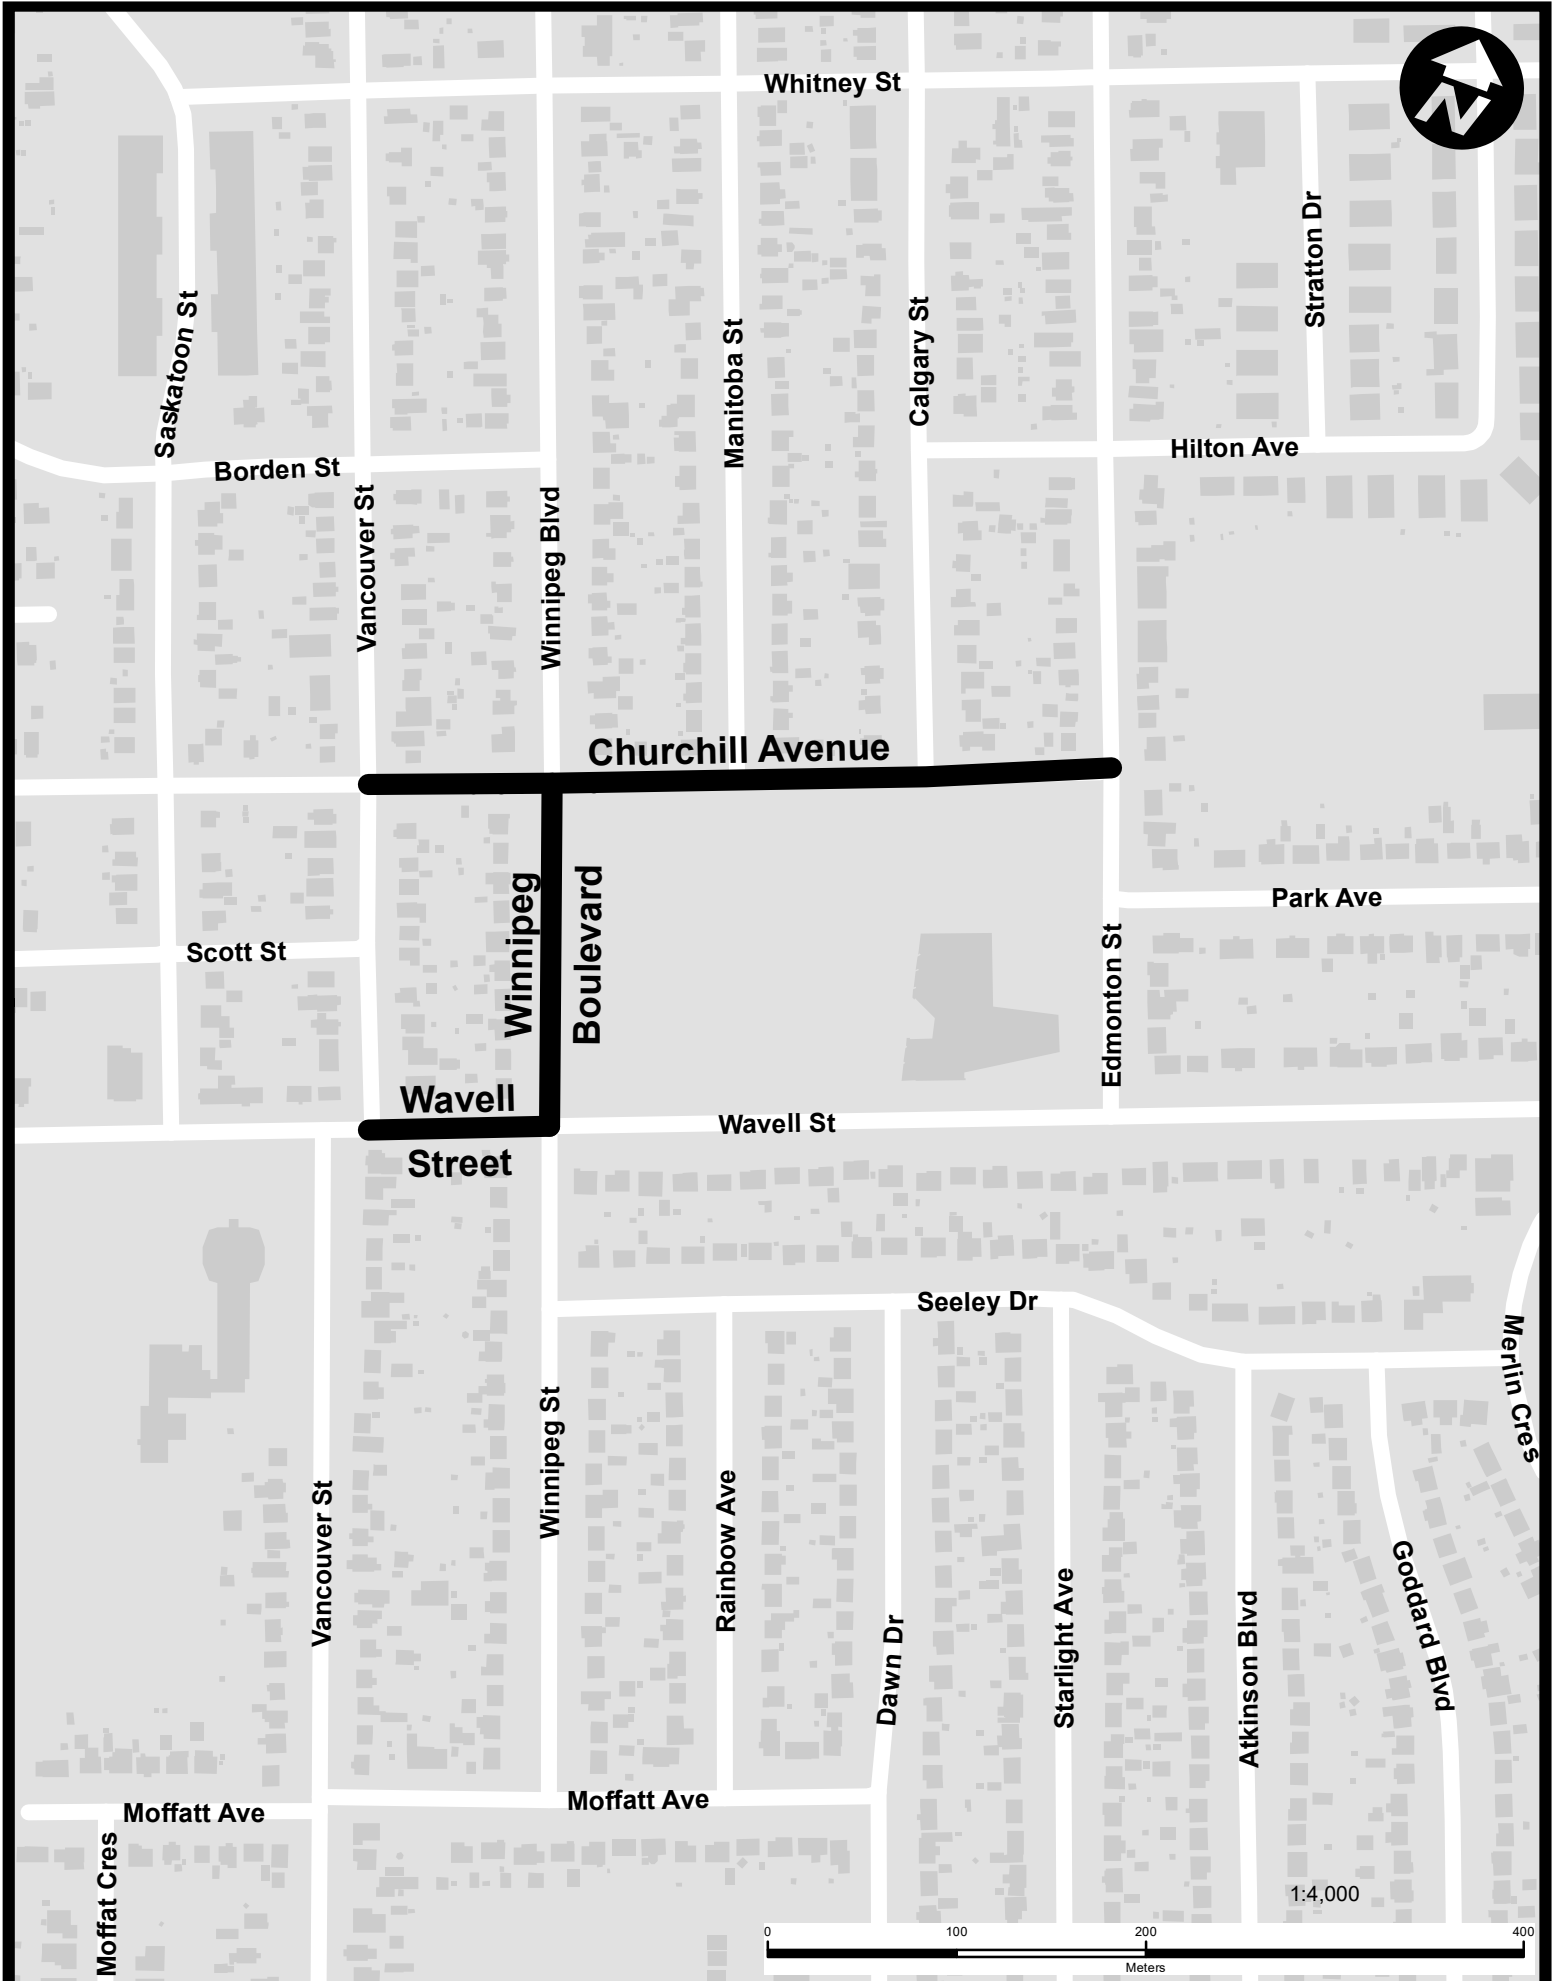 Whitney St
N
Stratton Dr
Saskatoon St
Calgary St
Manitoba St
Hilton Ave
Borden St
Vancouver St
Winnipeg Blvd
Churchill Avenue
Winnipeg
Boulevard
Park Ave
Scott St
Edmonton St
Wavell
Street
Wavell St
Seeley Dr
Merlin Cres
Winnipeg St
Vancouver St
Rainbow Ave
Dawn Dr
Starlight Ave
Atkinson Blvd
Goddard Blvd
Moffatt Ave
Moffatt Ave
Moffat Cres
1:4,000
0 100 200 400
Meters